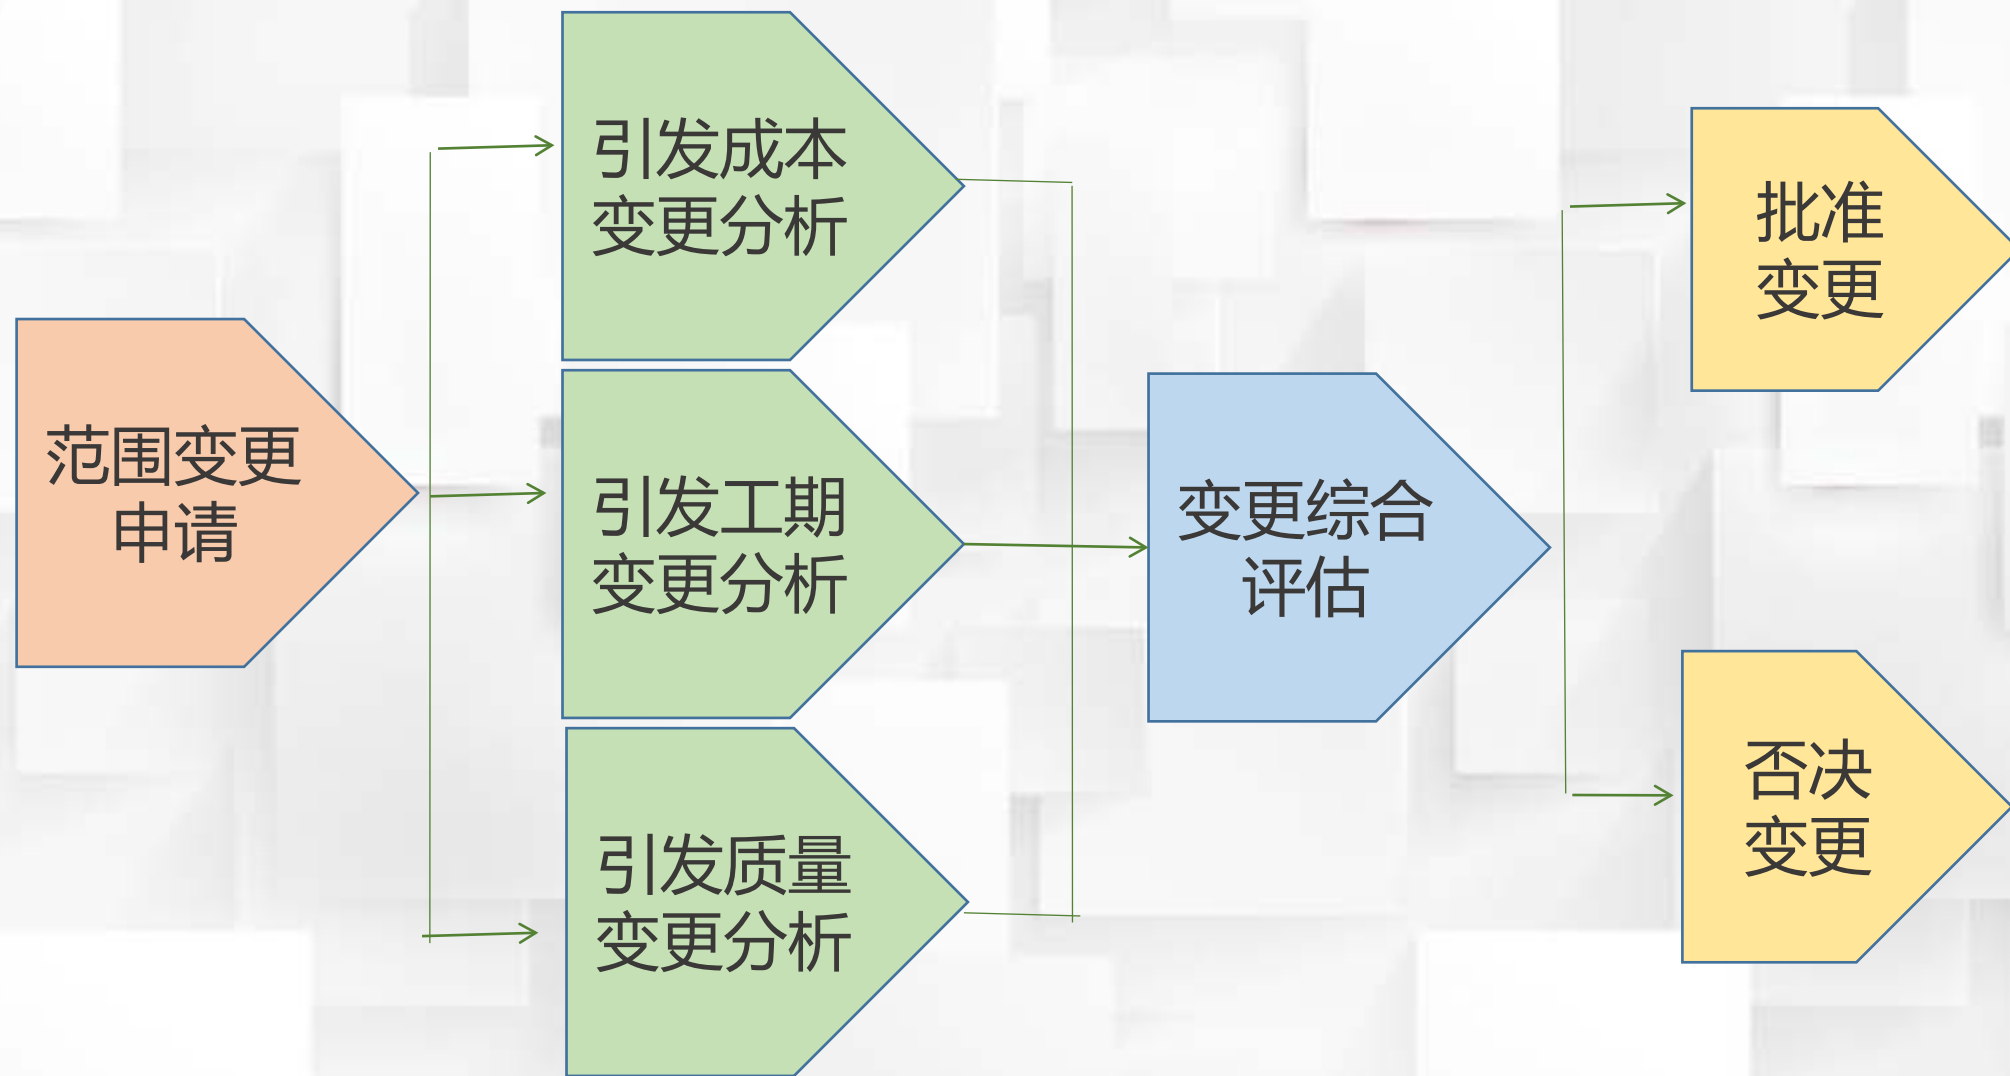 范围变更
申请
引发成本
变更分析
引发工期
变更分析
引发质量
变更分析
变更综合
评估
批准
变更
否决
变更